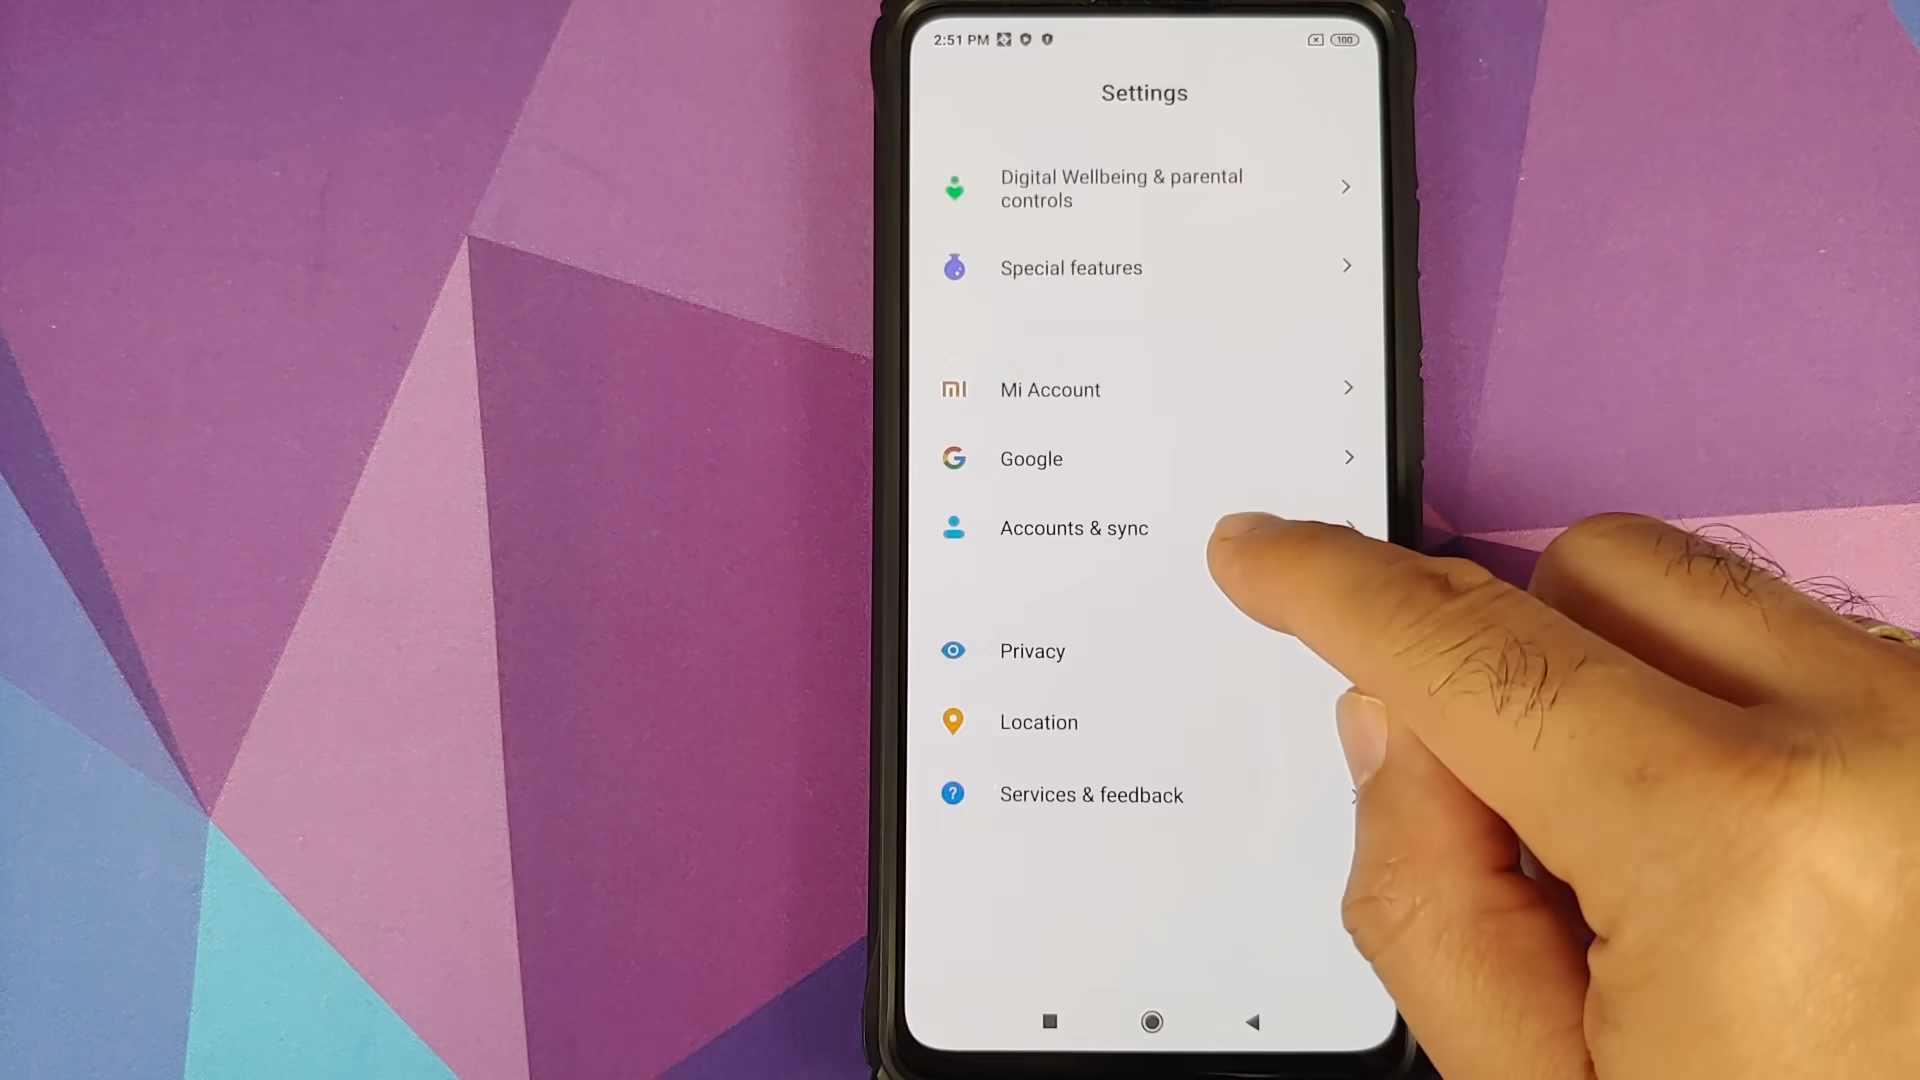 2:51 PM
100
Settings
Digital Wellbeing & parental
controls
Special features
Mi Account
Google
Accounts & sync
Privacy
Location
Services & feedback